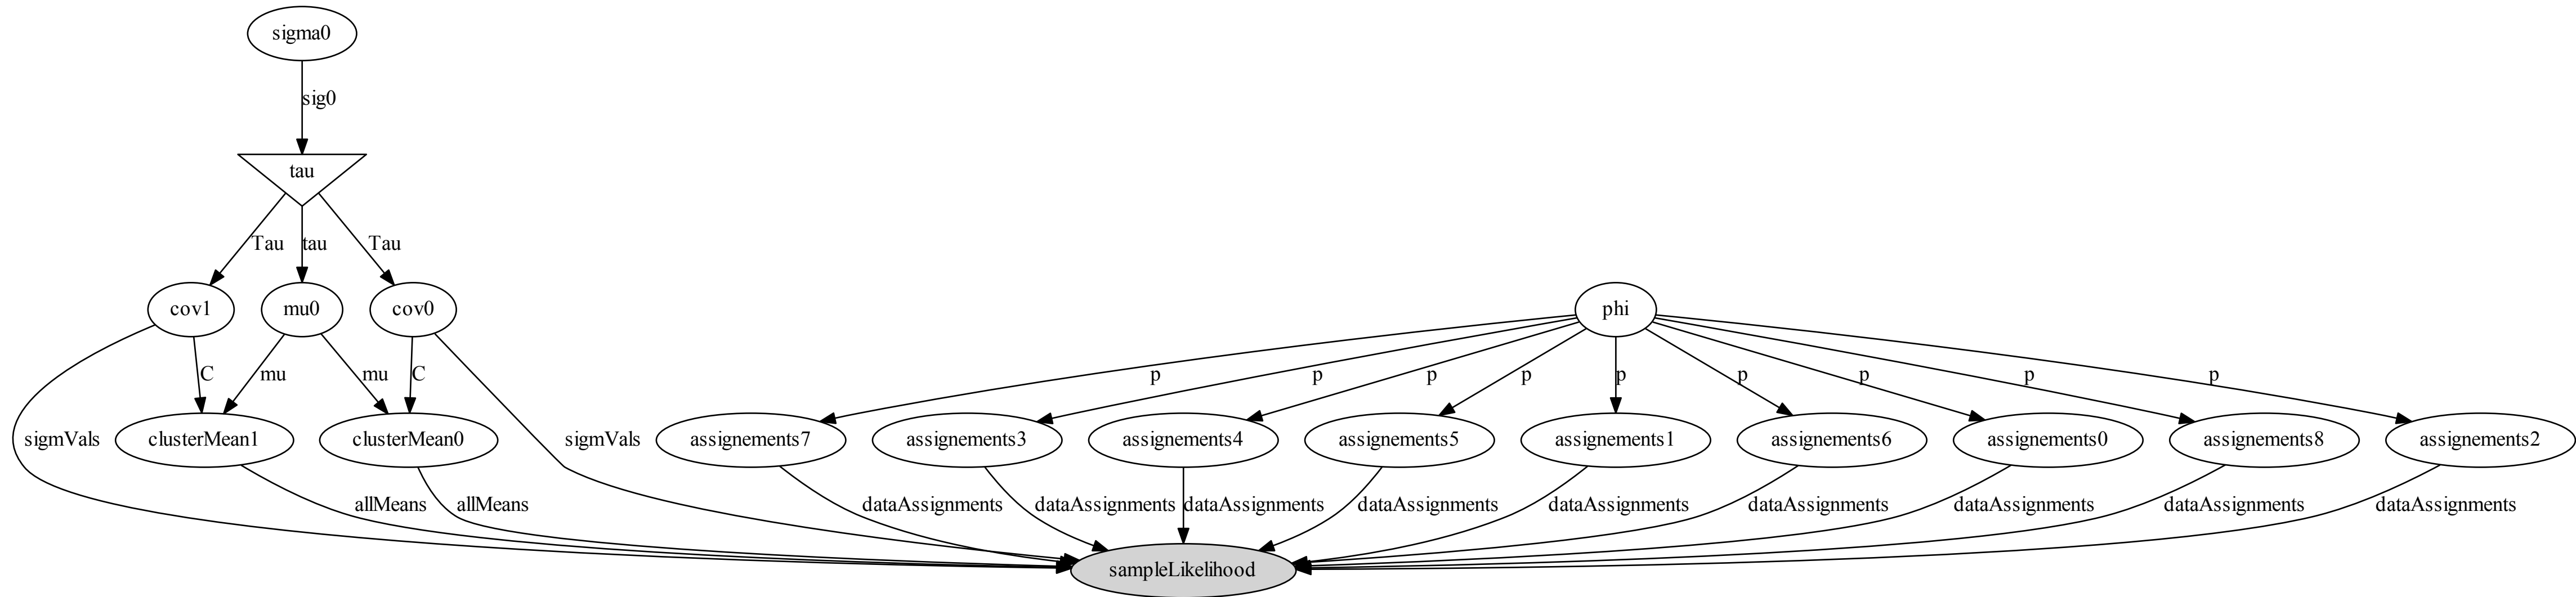 sigma0
sig0
tau
Tau tau Tau
cov1 mu0 cov0 phi
C mu mu C p p p p p p p p p
sigmVals clusterMean1 clusterMean0 sigmVals assignements7 assignements3 assignements4 assignements5 assignements1 assignements6 assignements0 assignements8 assignements2
allMeans allMeans dataAssignments dataAssignments dataAssignments dataAssignments dataAssignments dataAssignments dataAssignments dataAssignments dataAssignments
sampleLikelihood